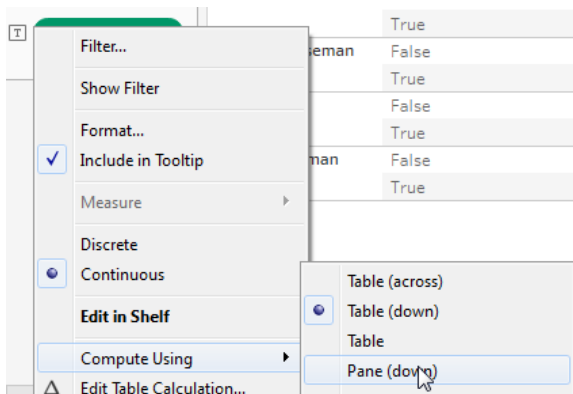 T
True
Filter...
seman
False
Show Filter
True
False
Format...
True
Include in Tooltip
man
False
Measure
True
Discrete
Continuous
Table (across)
Table (down)
Edit in Shelf
Table
Compute Using
Pane (down)
Edit Table Calculation...